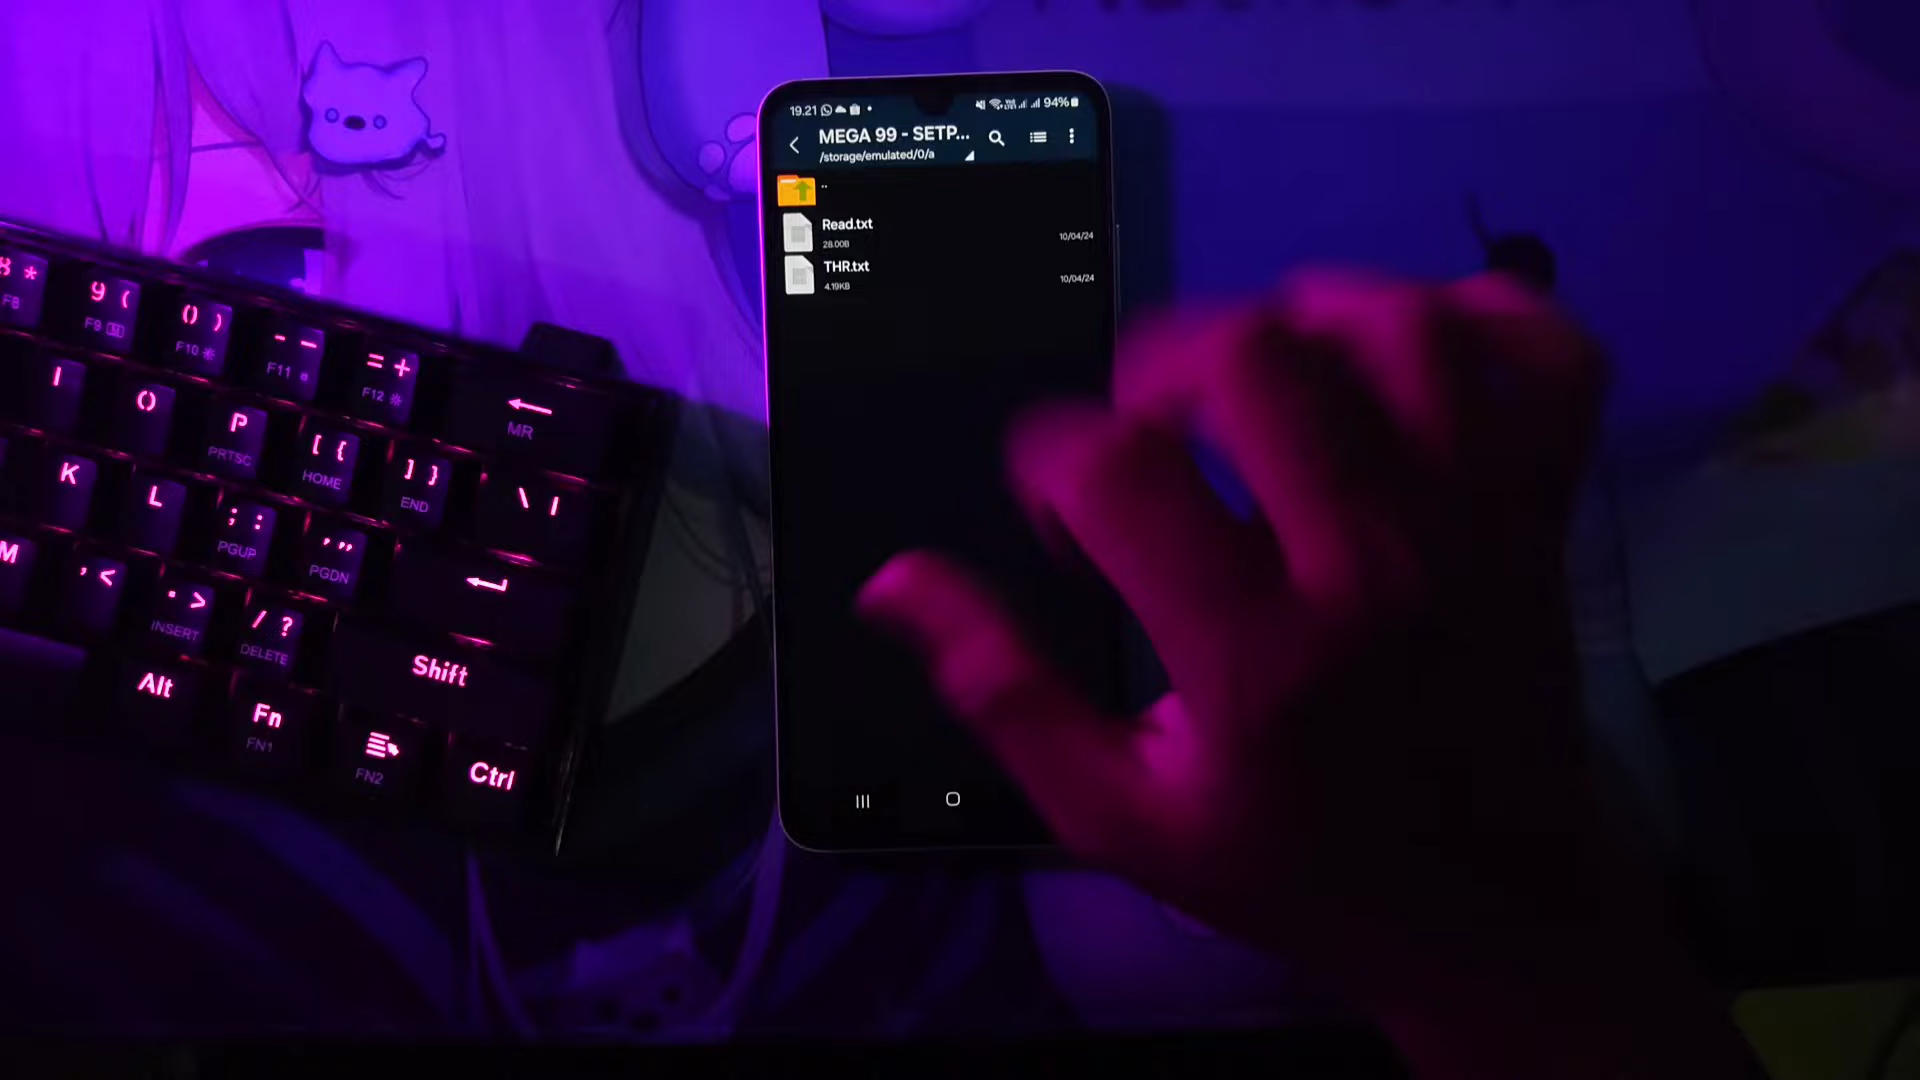 19.21 94%
MEGA 99 - SETP...
/storage/emulated/0/a
..
Read.txt
28.00B 10/04/24
THR.txt
4.19KB 10/04/24
8 *
F8
9 (
F9
0 )
F10
- –
F11
= +
F12
←
MR
I
O
P
PRTSC
[ {
HOME
] }
END
\ |
K
L
; :
PGUP
' "
PGDN
M
, <
. >
INSERT
/ ?
DELETE
Shift
Alt
Fn
FN1
FN2
Ctrl